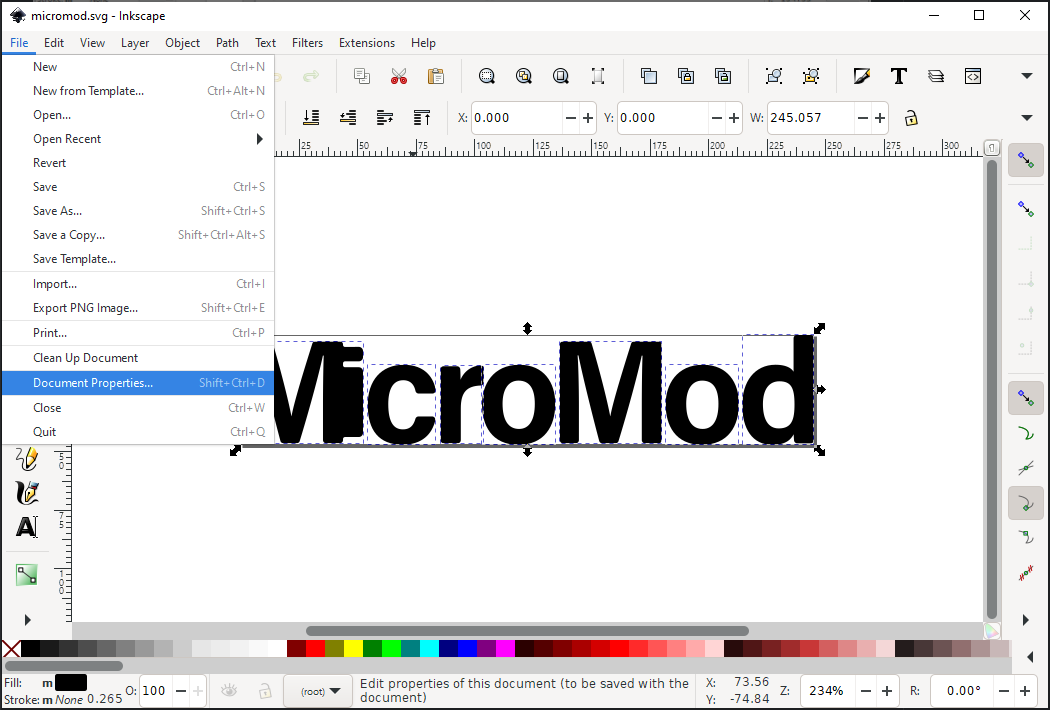 micromod.svg - Inkscape
File Edit View Layer Object Path Text Filters Extensions Help
New Ctrl+N
New from Template... Ctrl+Alt+N
Open... Ctrl+O
Open Recent
Revert
Save Ctrl+S
Save As... Shift+Ctrl+S
Save a Copy... Shift+Ctrl+Alt+S
Save Template...
Import... Ctrl+I
Export PNG Image... Shift+Ctrl+E
Print... Ctrl+P
Clean Up Document
Document Properties... Shift+Ctrl+D
Close Ctrl+W
Quit Ctrl+Q
X: 0.000 Y: 0.000 W: 245.057
25 50 75 100 125 150 175 200 225 250 275 300
MicroMod
50
75
100
Fill: m
Stroke: m None 0.265
O: 100
(root)
Edit properties of this document (to be saved with the
document)
X: 73.56
Y: -74.84
Z: 234%
R: 0.00°